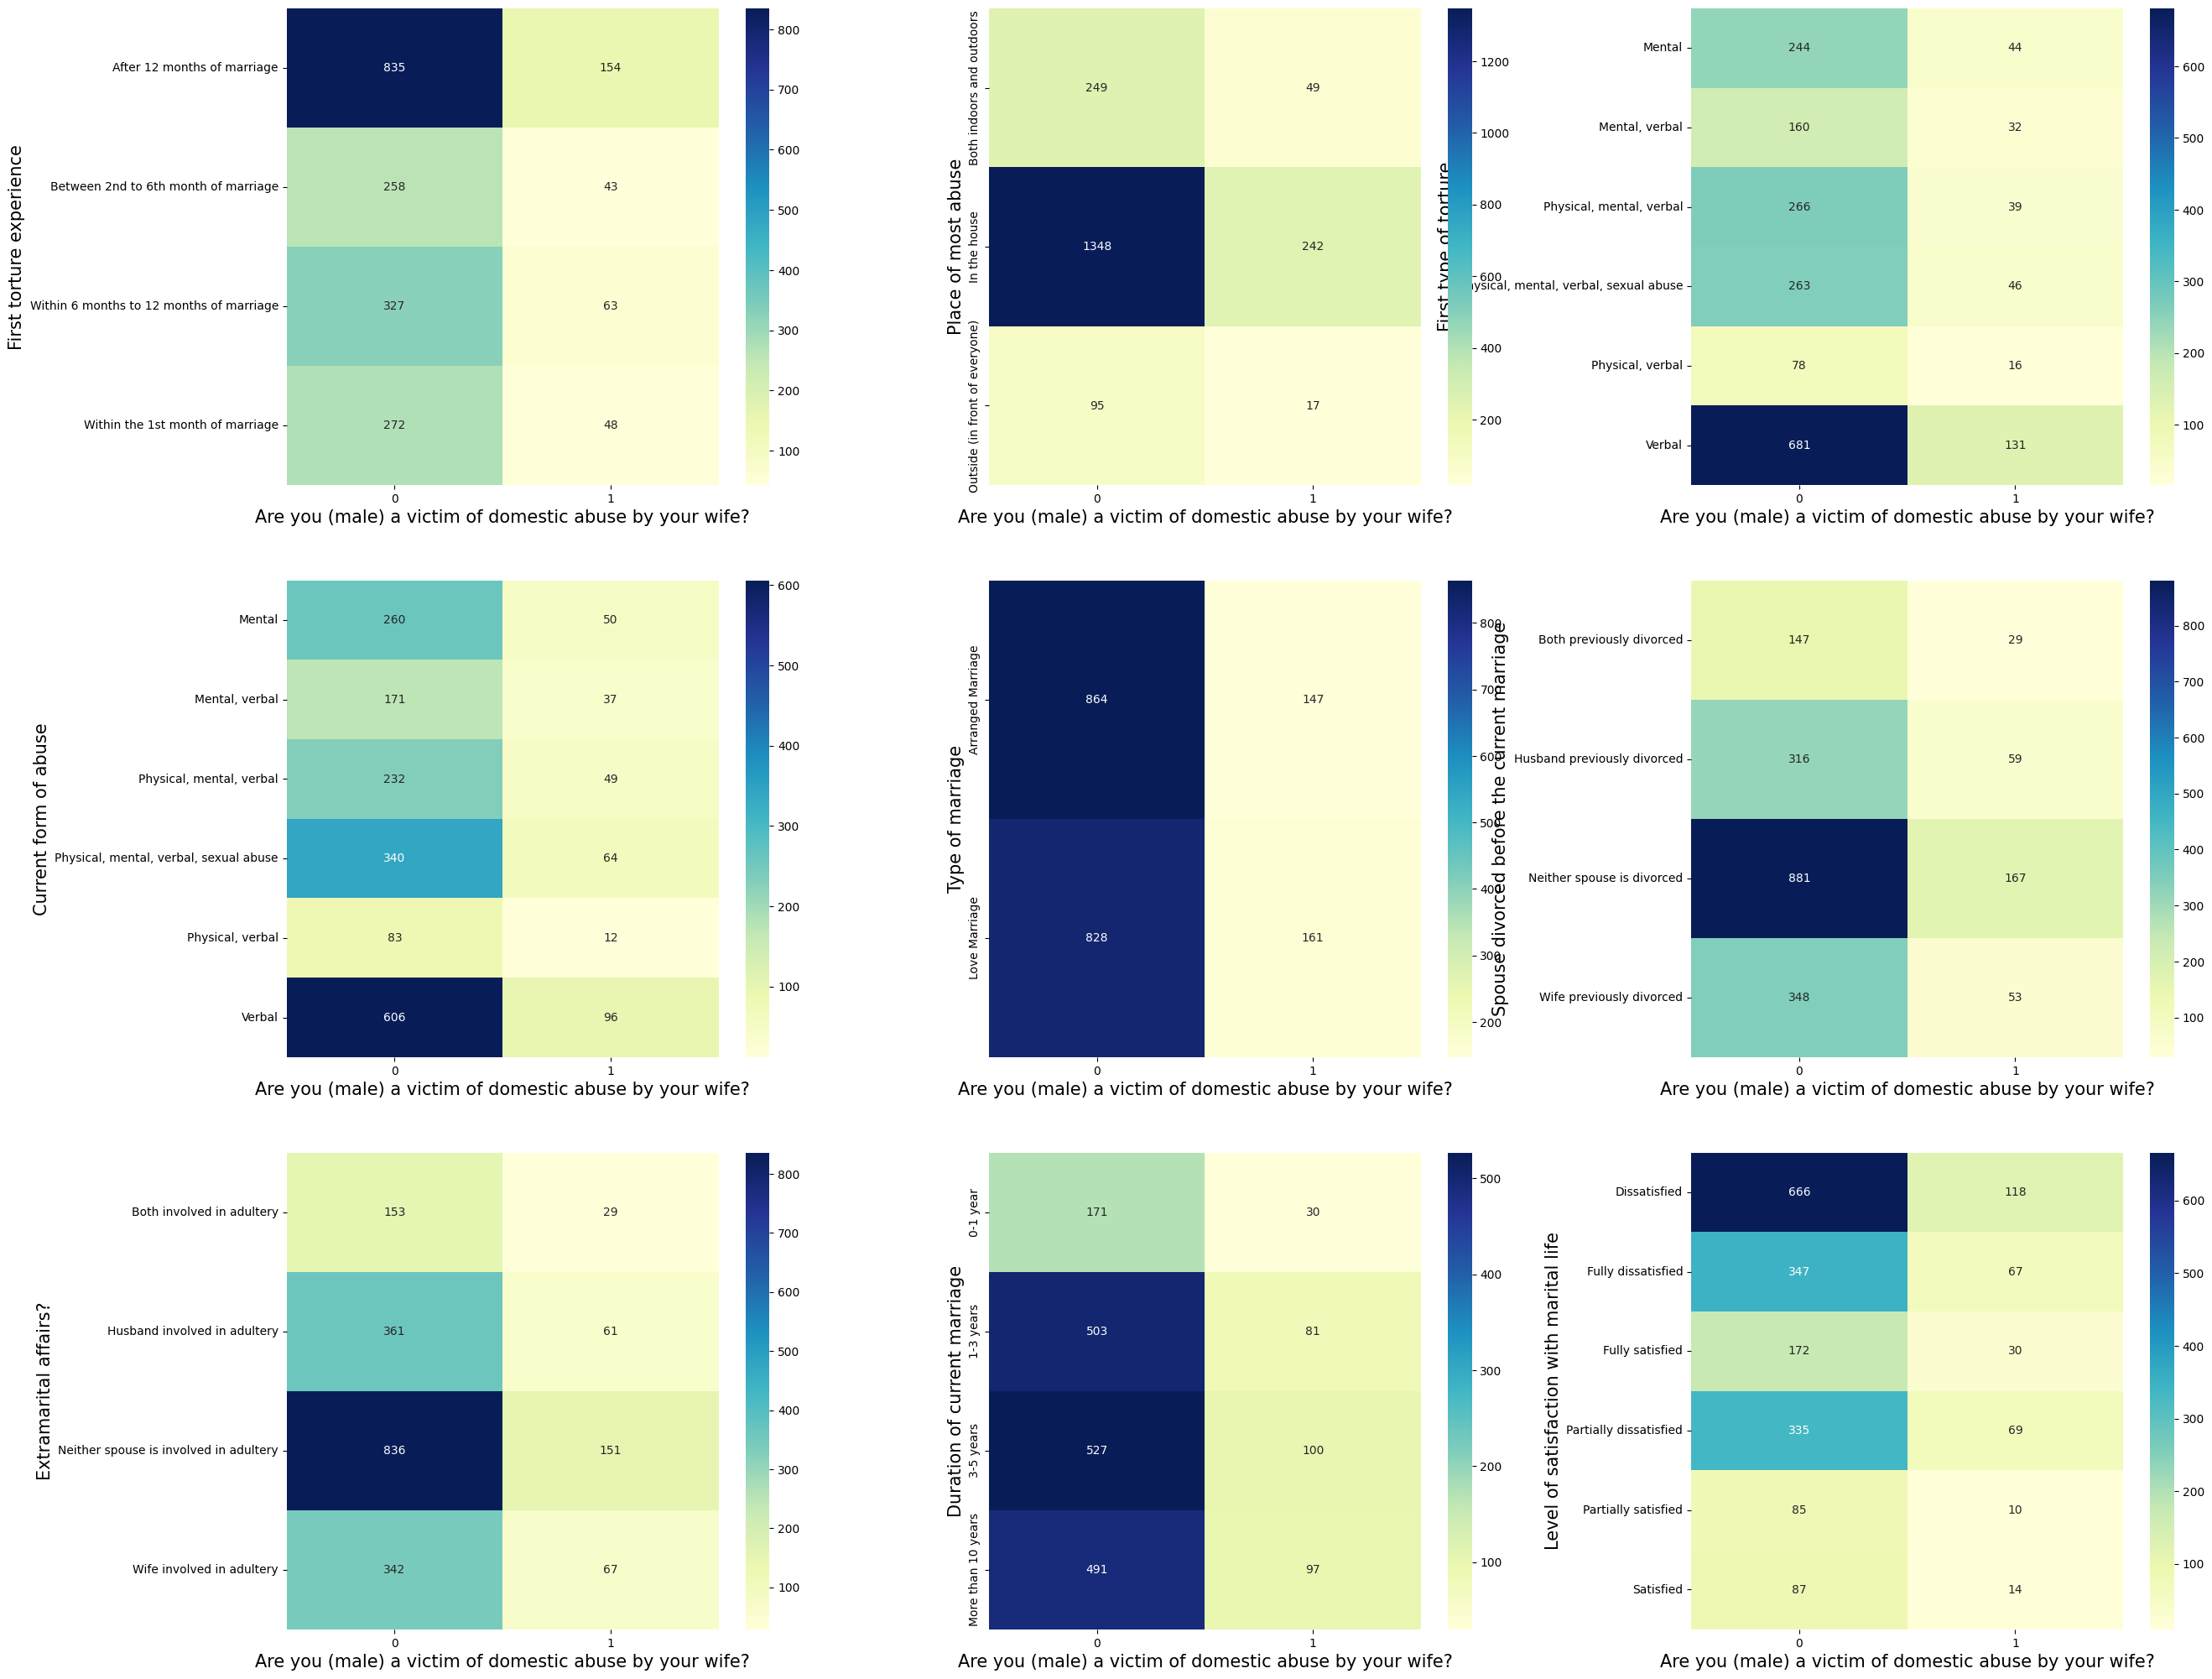 First torture experience
After 12 months of marriage
Between 2nd to 6th month of marriage
Within 6 months to 12 months of marriage
Within the 1st month of marriage
835 154
258 43
327 63
272 48
0 1
Are you (male) a victim of domestic abuse by your wife?
800
700
600
500
400
300
200
100
Place of most abuse
Both indoors and outdoors
In the house
Outside (in front of everyone)
249 49
1348 242
95 17
0 1
Are you (male) a victim of domestic abuse by your wife?
1200
1000
800
600
400
200
First type of torture
Mental
Mental, verbal
Physical, mental, verbal
mental, verbal, sexual abuse
Physical, verbal
Verbal
244 44
160 32
266 39
263 46
78 16
681 131
0 1
Are you (male) a victim of domestic abuse by your wife?
600
500
400
300
200
100
Current form of abuse
Mental
Mental, verbal
Physical, mental, verbal
Physical, mental, verbal, sexual abuse
Physical, verbal
Verbal
260 50
171 37
232 49
340 64
83 12
606 96
0 1
Are you (male) a victim of domestic abuse by your wife?
600
500
400
300
200
100
Type of marriage
Arranged Marriage
Love Marriage
864 147
828 161
0 1
Are you (male) a victim of domestic abuse by your wife?
800
700
600
500
400
300
200
Spouse divorced before the current marriage
Both previously divorced
Husband previously divorced
Neither spouse is divorced
Wife previously divorced
147 29
316 59
881 167
348 53
0 1
Are you (male) a victim of domestic abuse by your wife?
800
700
600
500
400
300
200
100
Extramarital affairs?
Both involved in adultery
Husband involved in adultery
Neither spouse is involved in adultery
Wife involved in adultery
153 29
361 61
836 151
342 67
0 1
Are you (male) a victim of domestic abuse by your wife?
800
700
600
500
400
300
200
100
Duration of current marriage
0-1 year
1-3 years
3-5 years
More than 10 years
171 30
503 81
527 100
491 97
0 1
Are you (male) a victim of domestic abuse by your wife?
500
400
300
200
100
Level of satisfaction with marital life
Dissatisfied
Fully dissatisfied
Fully satisfied
Partially dissatisfied
Partially satisfied
Satisfied
666 118
347 67
172 30
335 69
85 10
87 14
0 1
Are you (male) a victim of domestic abuse by your wife?
600
500
400
300
200
100